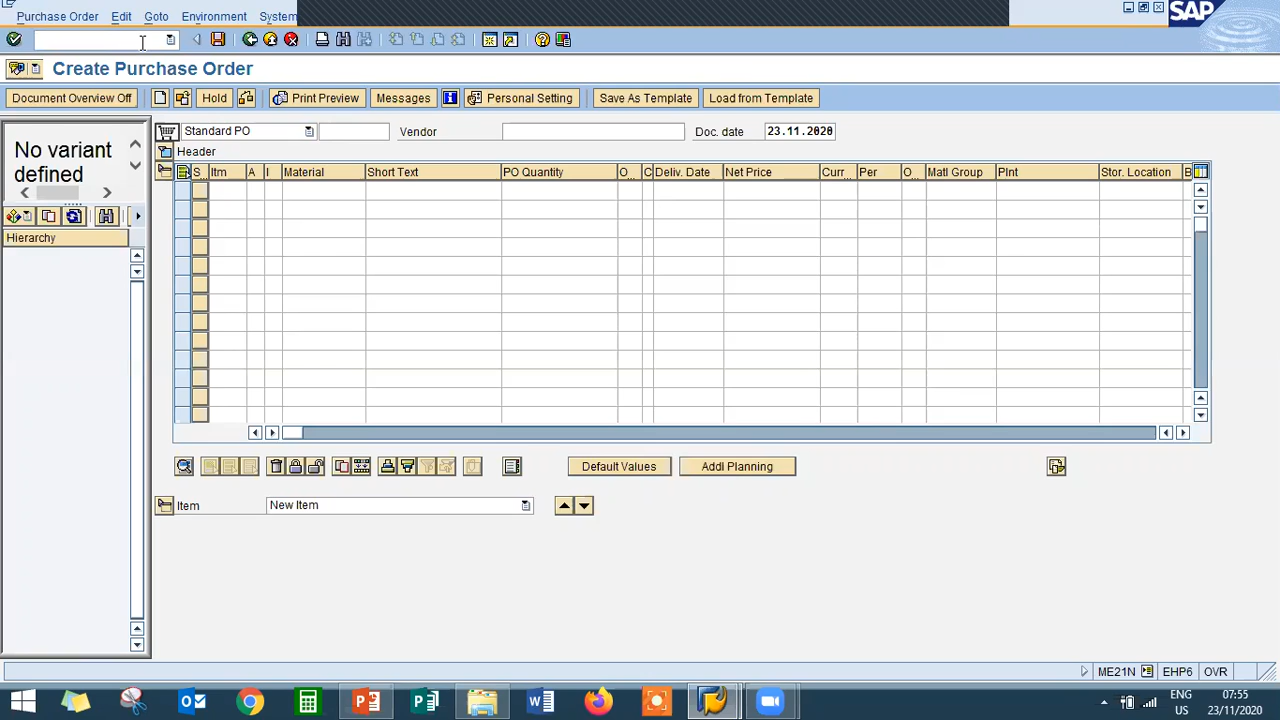 Purchase Order Edit Goto Environment System
SAP
Create Purchase Order
Document Overview Off Hold Print Preview Messages Personal Setting Save As Template Load from Template
No variant
defined
Hierarchy
Standard PO Vendor Doc. date 23.11.2020
Header
S... Itm A I Material Short Text PO Quantity O... C Deliv. Date Net Price Curr... Per O... Matl Group Plnt Stor. Location B
Default Values Addl Planning
Item New Item
ME21N EHP6 OVR
ENG 07:55
US 23/11/2020